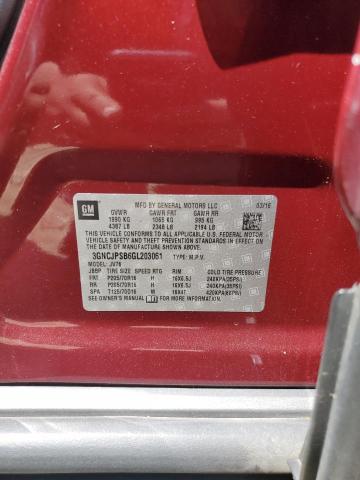 GM
MFD BY GENERAL MOTORS LLC 03/16
GVWR GAWR FRT GAWR RR
1990 KG 1065 KG 995 KG
4387 LB 2348 LB 2194 LB
THIS VEHICLE CONFORMS TO ALL APPLICABLE U.S. FEDERAL MOTOR
VEHICLE SAFETY AND THEFT PREVENTION STANDARDS IN EFFECT ON THE
DATE OF MANUFACTURE SHOWN ABOVE.
3GNCJPSB6GL203061 TYPE: M.P.V.
MODEL: JV76
TIRE SIZE SPEED RTG RIM COLD TIRE PRESSURE
FRT P205/70R16 H 16X6.5J 240KPA(35PSI)
RR P205/70R16 H 16X6.5J 240KPA(35PSI)
SPA T125/70D16 M 16X4T 420KPA(60PSI)
SEE OWNER'S MANUAL FOR MORE INFORMATION.